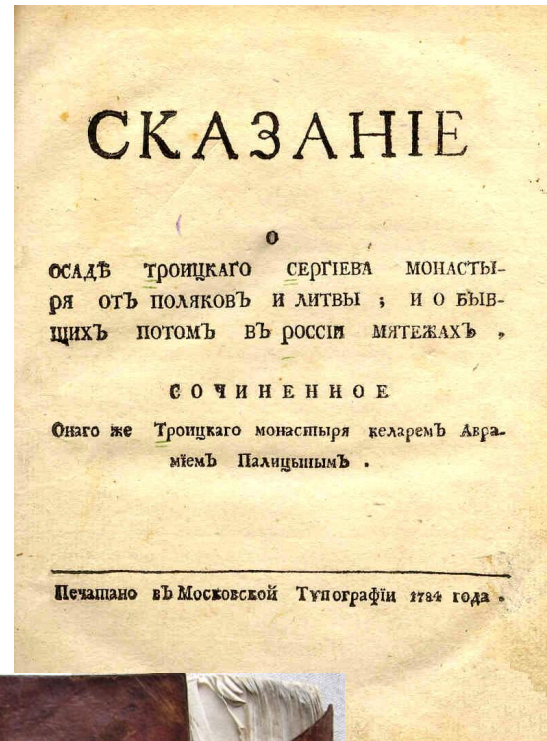 СКАЗАНІЕ
О
ОСАДѢ ТРОИЦКАГО СЕРГІЕВА МОНАСТЫ-
РЯ ОТЪ ПОЛЯКОВЪ И ЛИТВЫ ; И О БЫВ-
ШИХЪ ПОТОМЪ ВЪ РОССІИ МЯТЕЖАХЪ .
СОЧИНЕННОЕ
Онаго же Троицкаго монастыря келаремЪ Авра-
міемЪ ПалицынымЪ .
Печатано вЪ Московской Тѵпографіи 1784 года .